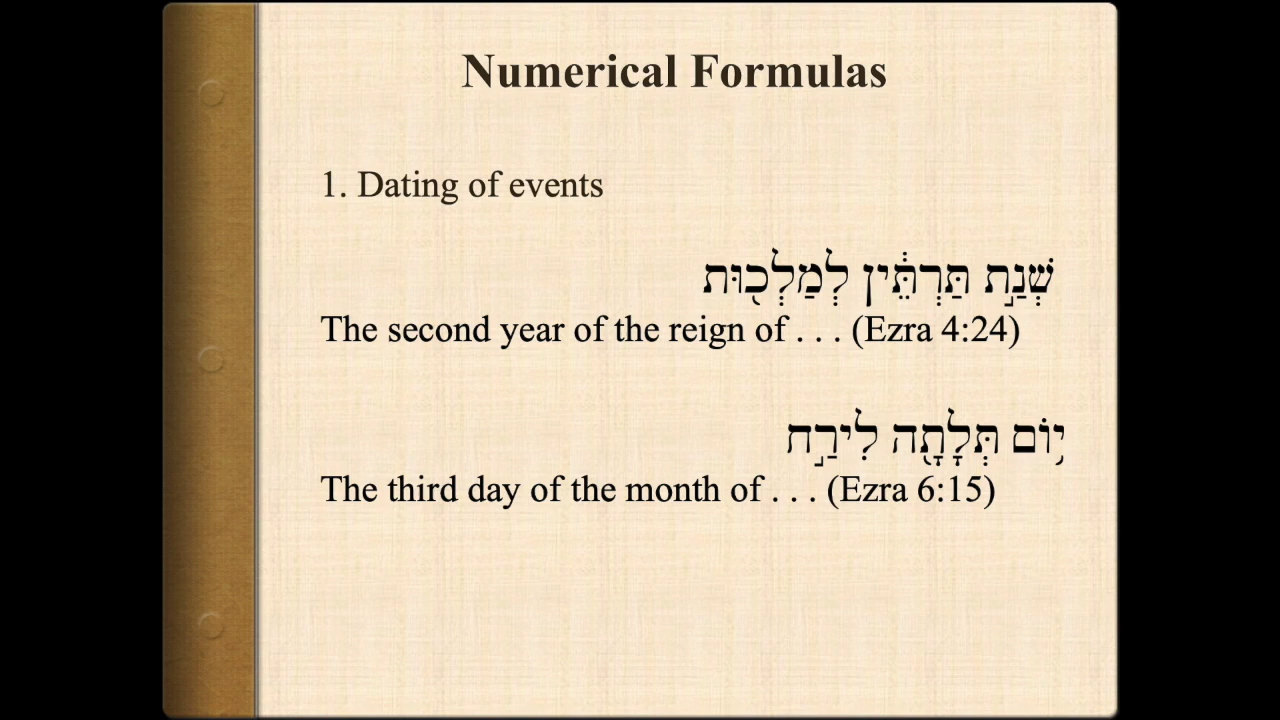 Numerical Formulas
1. Dating of events
שְׁנַ֣ת תַּרְתֵּ֔ין לְמַלְכ֖וּת
The second year of the reign of . . . (Ezra 4:24)
י֥וֹם תְּלָתָ֖ה לִירַ֣ח
The third day of the month of . . . (Ezra 6:15)